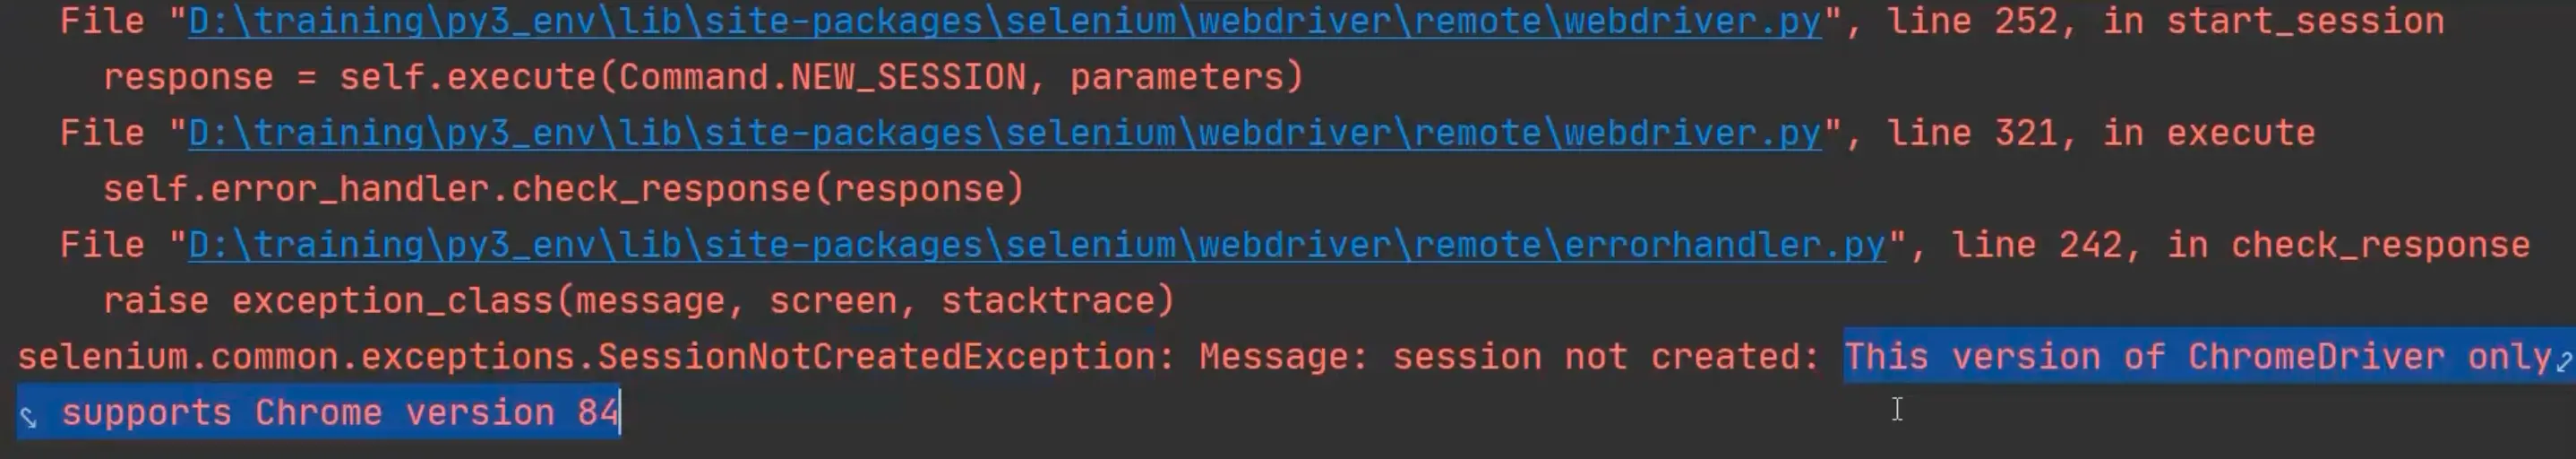 File "D:\training\py3_env\lib\site-packages\selenium\webdriver\remote\webdriver.py", line 252, in start_session
response = self.execute(Command.NEW_SESSION, parameters)
File "D:\training\py3_env\lib\site-packages\selenium\webdriver\remote\webdriver.py", line 321, in execute
self.error_handler.check_response(response)
File "D:\training\py3_env\lib\site-packages\selenium\webdriver\remote\errorhandler.py", line 242, in check_response
raise exception_class(message, screen, stacktrace)
selenium.common.exceptions.SessionNotCreatedException: Message: session not created: This version of ChromeDriver only
supports Chrome version 84